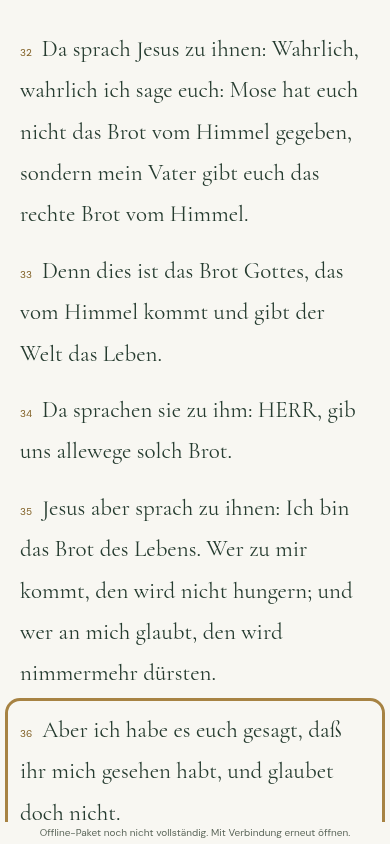 32 Da sprach Jesus zu ihnen: Wahrlich,
wahrlich ich sage euch: Mose hat euch
nicht das Brot vom Himmel gegeben,
sondern mein Vater gibt euch das
rechte Brot vom Himmel.
33 Denn dies ist das Brot Gottes, das
vom Himmel kommt und gibt der
Welt das Leben.
34 Da sprachen sie zu ihm: HERR, gib
uns allewege solch Brot.
35 Jesus aber sprach zu ihnen: Ich bin
das Brot des Lebens. Wer zu mir
kommt, den wird nicht hungern; und
wer an mich glaubt, den wird
nimmermehr dürsten.
36 Aber ich habe es euch gesagt, daß
ihr mich gesehen habt, und glaubet
doch nicht.
Offline-Paket noch nicht vollständig. Mit Verbindung erneut öffnen.